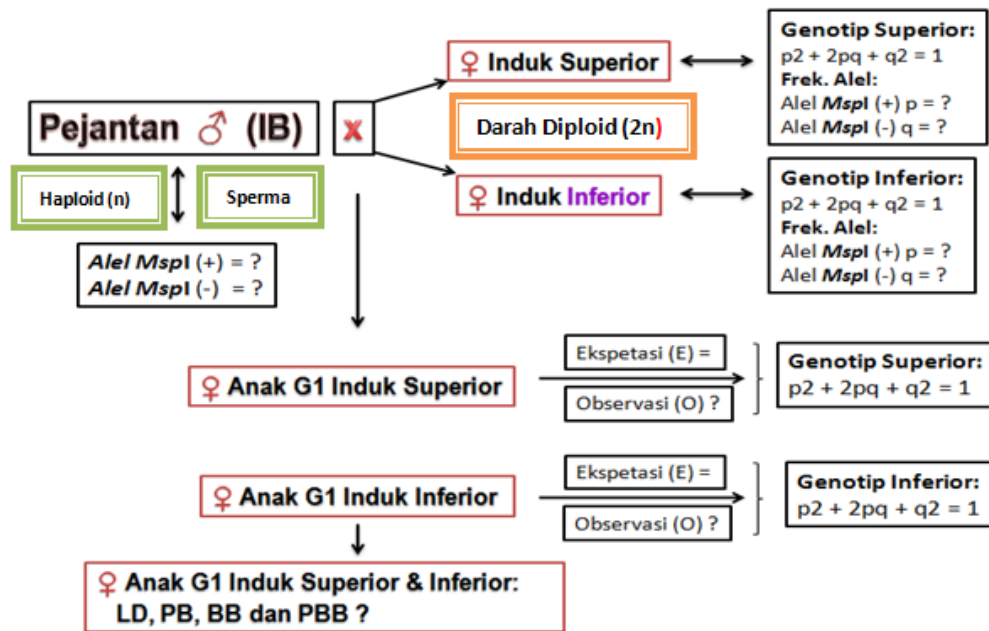 Pejantan ♂ (IB)
X
♀ Induk Superior
Darah Diploid (2n)
♀ Induk Inferior
Haploid (n)
Sperma
Alel MspI (+) = ?
Alel MspI (-) = ?
Genotip Superior:
p2 + 2pq + q2 = 1
Frek. Alel:
Alel MspI (+) p = ?
Alel MspI (-) q = ?
Genotip Inferior:
p2 + 2pq + q2 = 1
Frek. Alel:
Alel MspI (+) p = ?
Alel MspI (-) q = ?
♀ Anak G1 Induk Superior
Ekspetasi (E) =
Observasi (O) ?
Genotip Superior:
p2 + 2pq + q2 = 1
♀ Anak G1 Induk Inferior
Ekspetasi (E) =
Observasi (O) ?
Genotip Inferior:
p2 + 2pq + q2 = 1
♀ Anak G1 Induk Superior & Inferior:
LD, PB, BB dan PBB ?